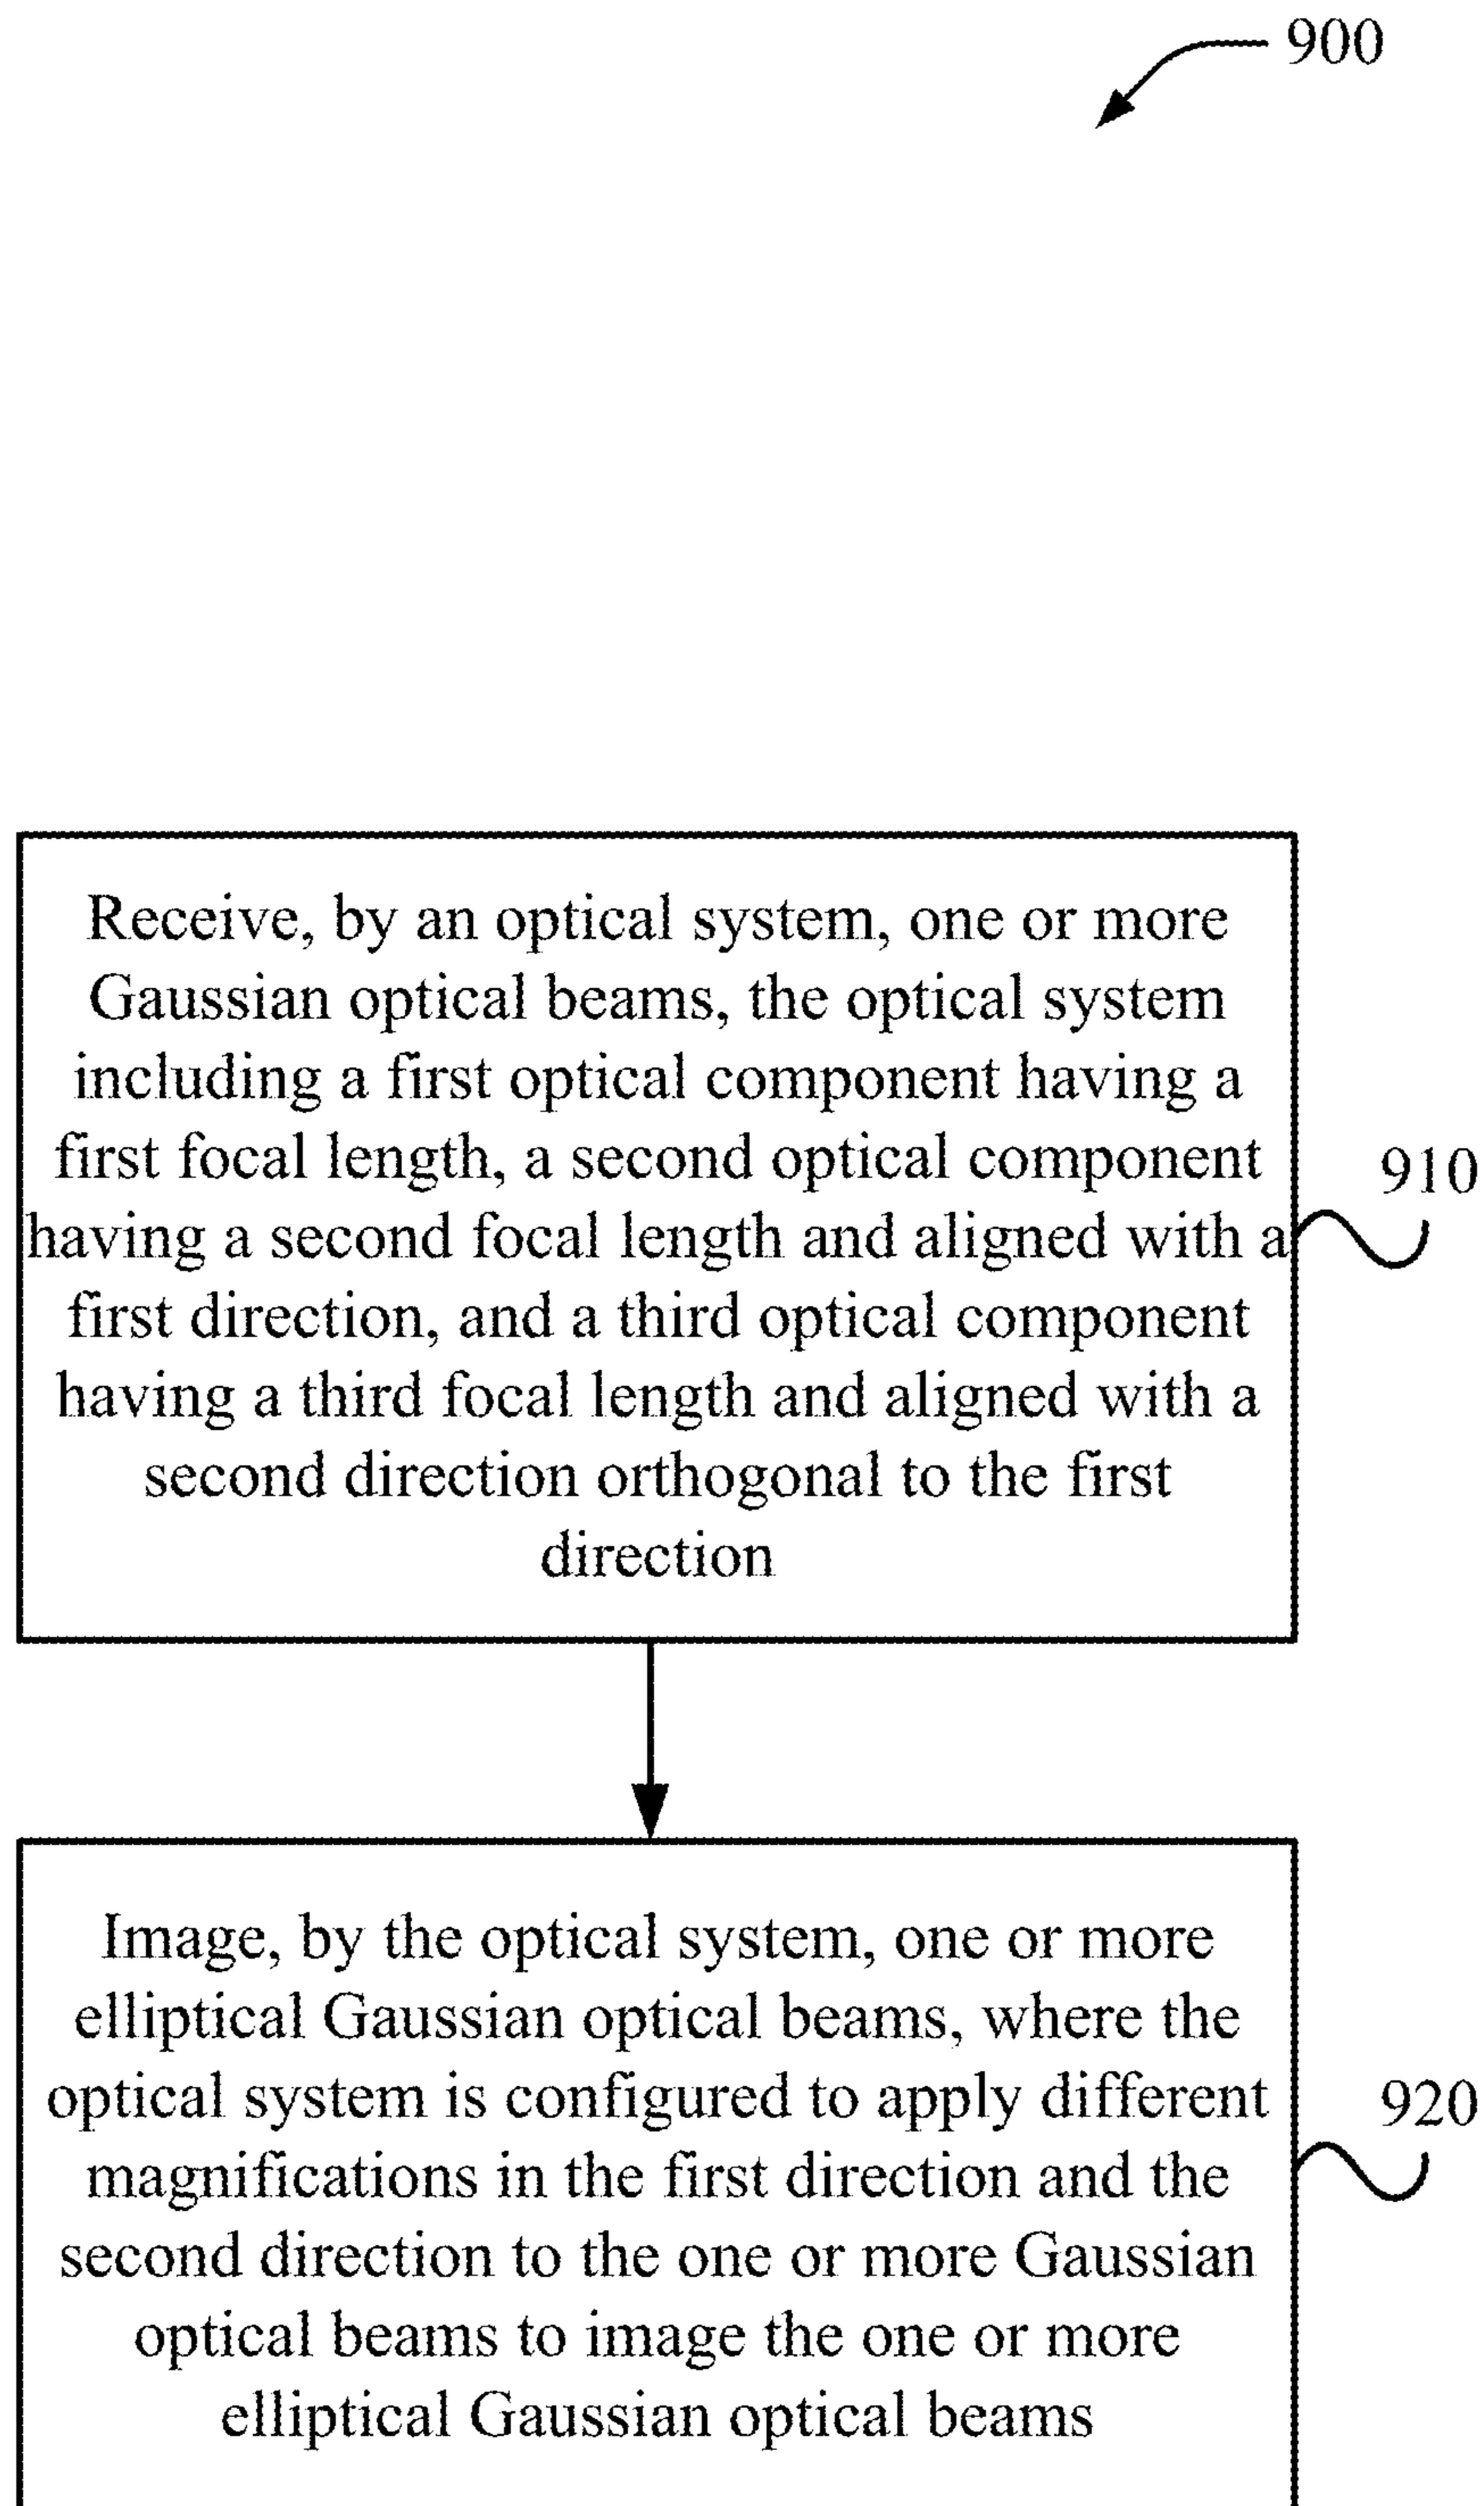 900
Receive, by an optical system, one or more
Gaussian optical beams, the optical system
including a first optical component having a
first focal length, a second optical component
having a second focal length and aligned with a
first direction, and a third optical component
having a third focal length and aligned with a
second direction orthogonal to the first
direction
910
Image, by the optical system, one or more
elliptical Gaussian optical beams, where the
optical system is configured to apply different
magnifications in the first direction and the
second direction to the one or more Gaussian
optical beams to image the one or more
elliptical Gaussian optical beams
920